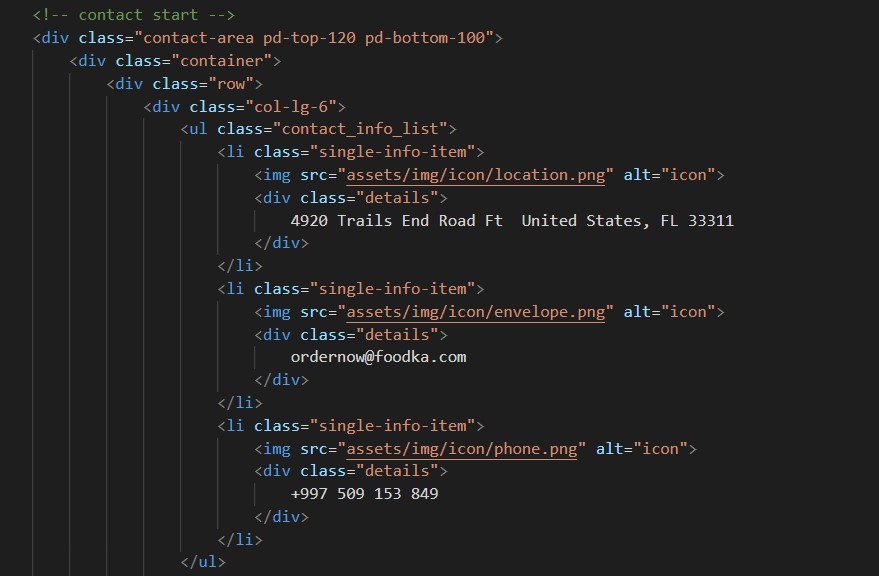 <!-- contact start -->
<div class="contact-area pd-top-120 pd-bottom-100">
    <div class="container">
        <div class="row">
            <div class="col-lg-6">
                <ul class="contact_info_list">
                    <li class="single-info-item">
                        <img src="assets/img/icon/location.png" alt="icon">
                        <div class="details">
                            4920 Trails End Road Ft  United States, FL 33311
                        </div>
                    </li>
                    <li class="single-info-item">
                        <img src="assets/img/icon/envelope.png" alt="icon">
                        <div class="details">
                            ordernow@foodka.com
                        </div>
                    </li>
                    <li class="single-info-item">
                        <img src="assets/img/icon/phone.png" alt="icon">
                        <div class="details">
                            +997 509 153 849
                        </div>
                    </li>
                </ul>